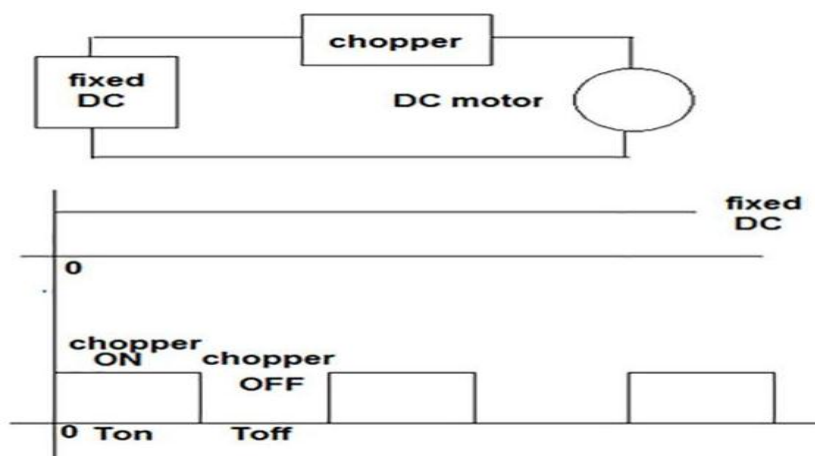 chopper
fixed
DC
DC motor
fixed
DC
0
chopper
ON
chopper
OFF
0
Ton
Toff